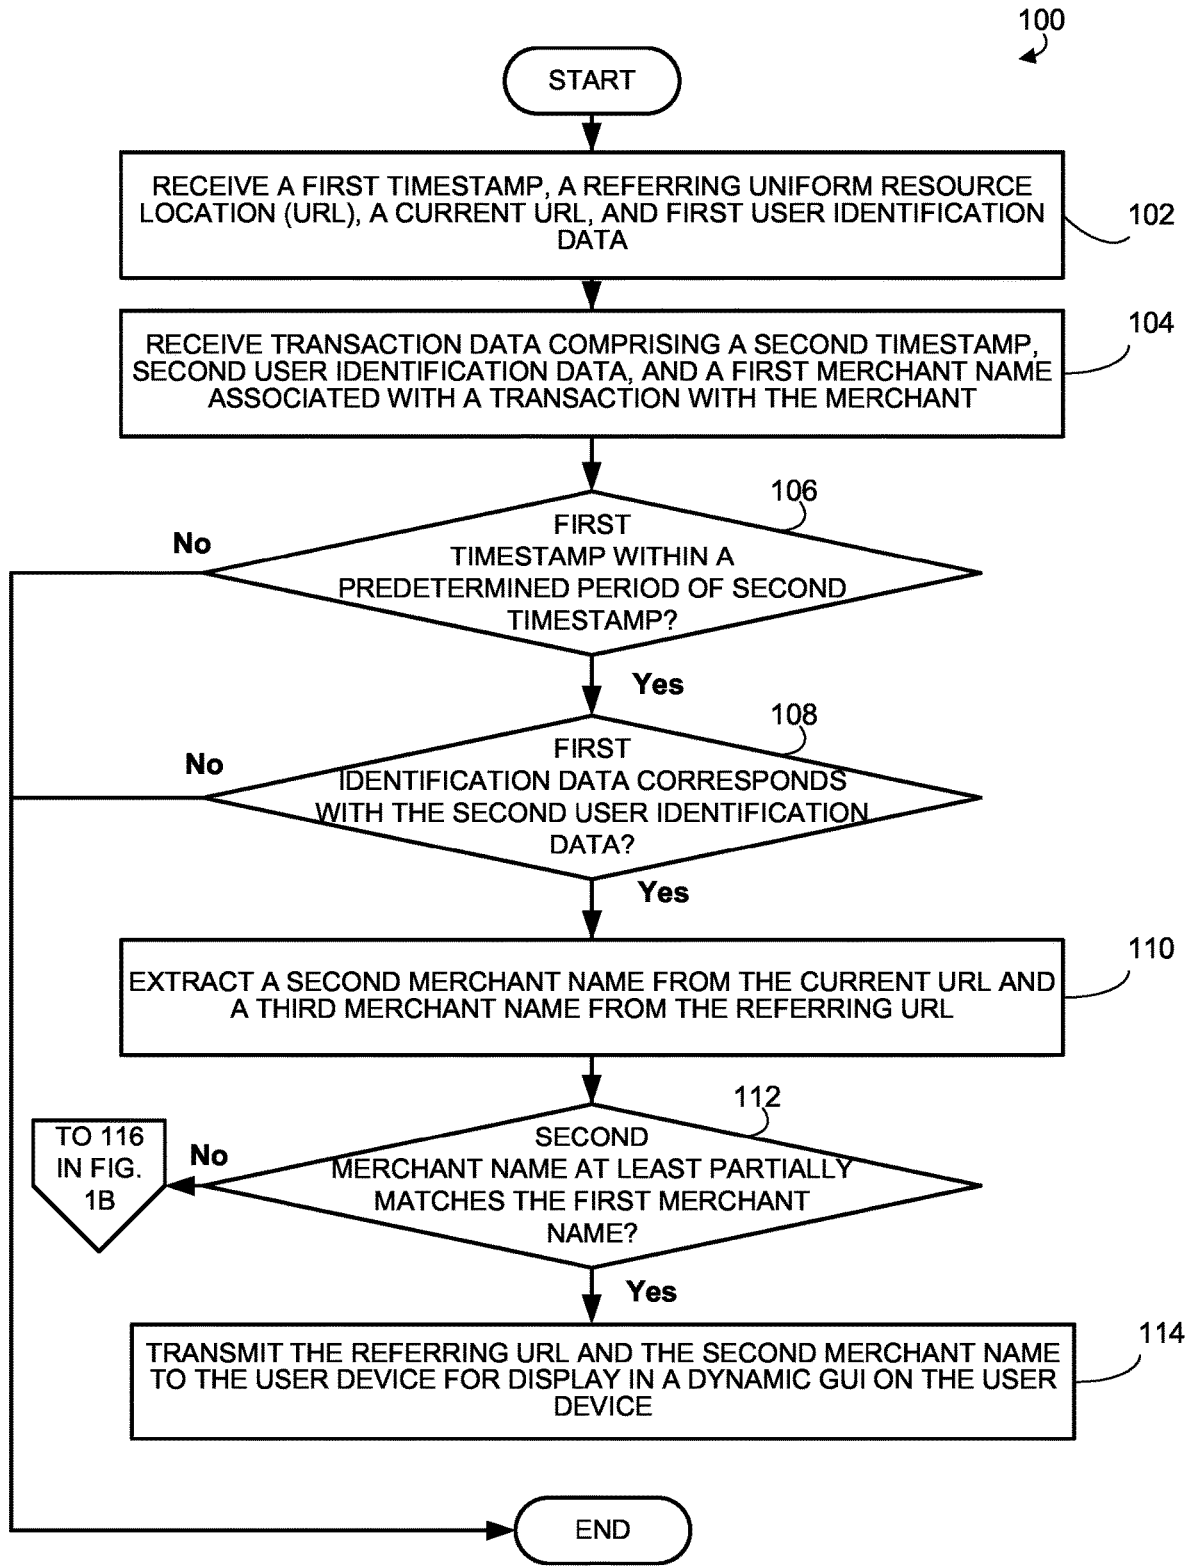 100
START
RECEIVE A FIRST TIMESTAMP, A REFERRING UNIFORM RESOURCE
LOCATION (URL), A CURRENT URL, AND FIRST USER IDENTIFICATION
DATA
102
RECEIVE TRANSACTION DATA COMPRISING A SECOND TIMESTAMP,
SECOND USER IDENTIFICATION DATA, AND A FIRST MERCHANT NAME
ASSOCIATED WITH A TRANSACTION WITH THE MERCHANT
104
106
FIRST
TIMESTAMP WITHIN A
PREDETERMINED PERIOD OF SECOND
TIMESTAMP?
No
Yes
108
FIRST
IDENTIFICATION DATA CORRESPONDS
WITH THE SECOND USER IDENTIFICATION
DATA?
No
Yes
EXTRACT A SECOND MERCHANT NAME FROM THE CURRENT URL AND
A THIRD MERCHANT NAME FROM THE REFERRING URL
110
112
SECOND
MERCHANT NAME AT LEAST PARTIALLY
MATCHES THE FIRST MERCHANT
NAME?
No
TO 116
IN FIG.
1B
Yes
TRANSMIT THE REFERRING URL AND THE SECOND MERCHANT NAME
TO THE USER DEVICE FOR DISPLAY IN A DYNAMIC GUI ON THE USER
DEVICE
114
END